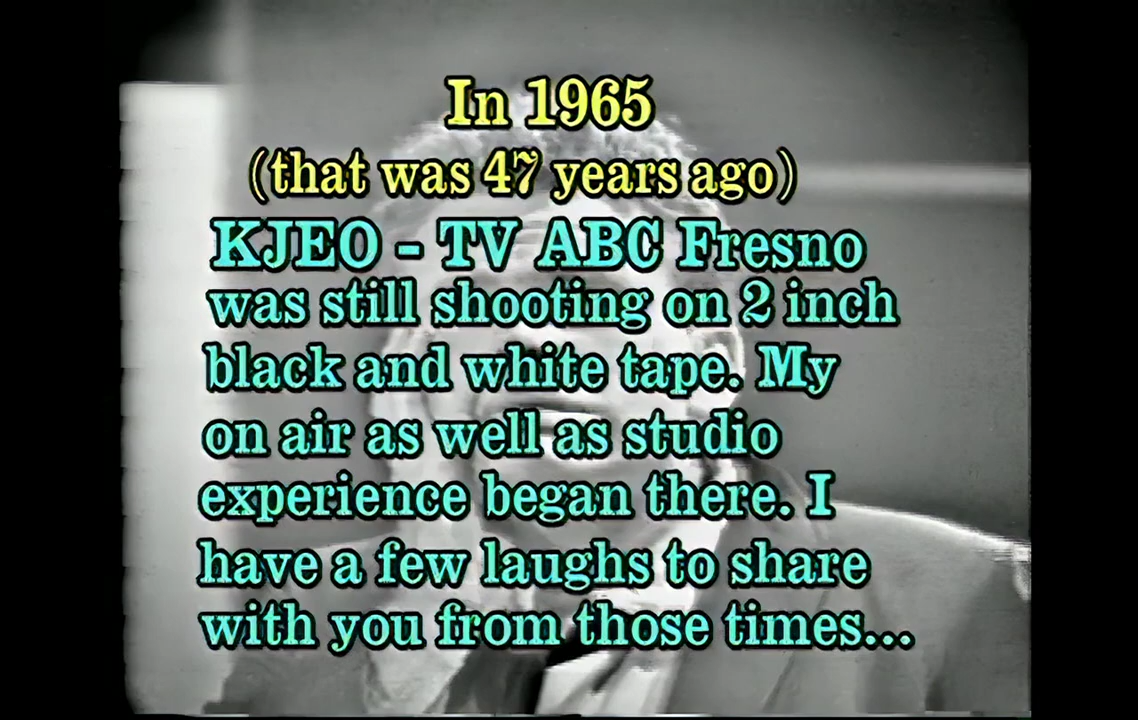 In 1965
(that was 47 years ago)
KJEO - TV ABC Fresno
was still shooting on 2 inch
black and white tape. My
on air as well as studio
experience began there. I
have a few laughs to share
with you from those times...